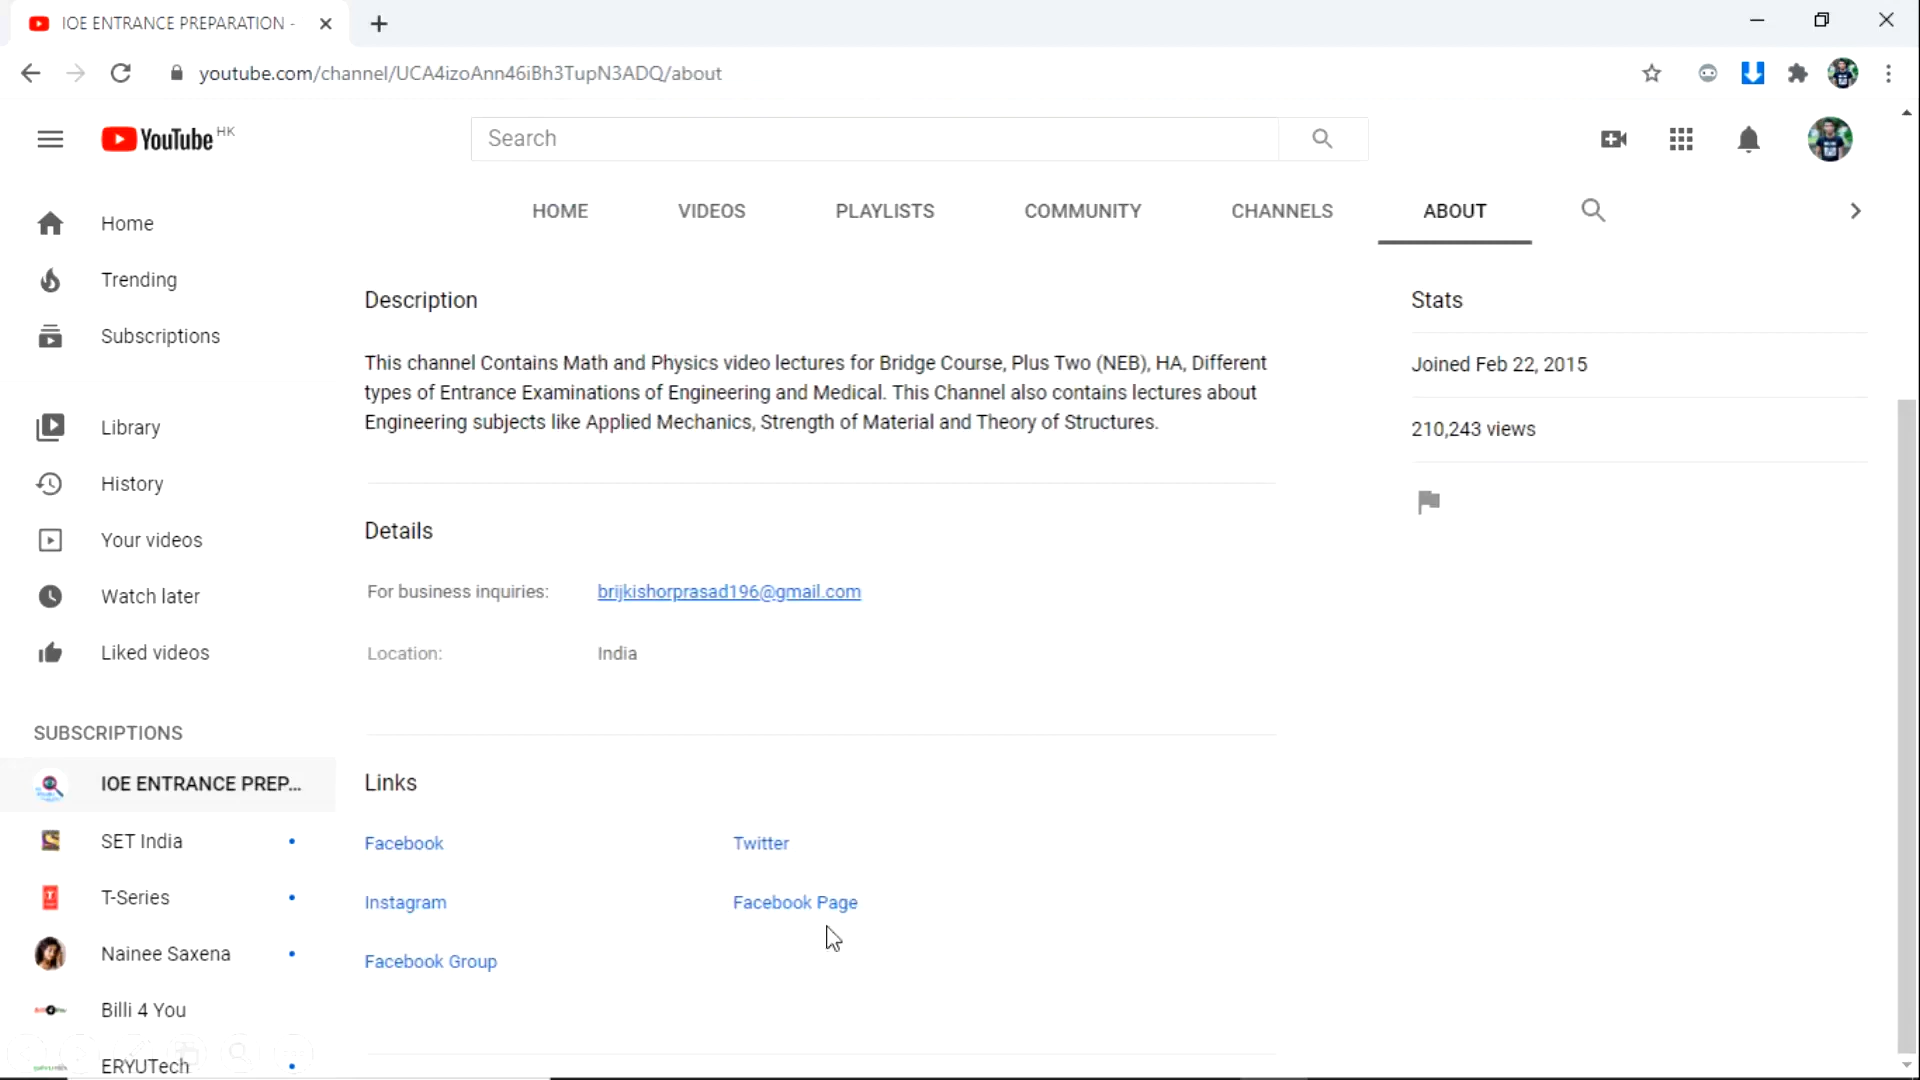 IOE ENTRANCE PREPARATION -
youtube.com/channel/UCA4izoAnn46iBh3TupN3ADQ/about
YouTube HK
Search
HOME VIDEOS PLAYLISTS COMMUNITY CHANNELS ABOUT
Home
Trending
Subscriptions
Library
History
Your videos
Watch later
Liked videos
SUBSCRIPTIONS
IOE ENTRANCE PREP...
SET India
T-Series
Nainee Saxena
Billi 4 You
ERYUTech
Description
This channel Contains Math and Physics video lectures for Bridge Course, Plus Two (NEB), HA, Different
types of Entrance Examinations of Engineering and Medical. This Channel also contains lectures about
Engineering subjects like Applied Mechanics, Strength of Material and Theory of Structures.
Details
For business inquiries: brijkishorprasad196@gmail.com
Location: India
Links
Facebook Twitter
Instagram Facebook Page
Facebook Group
Stats
Joined Feb 22, 2015
210,243 views